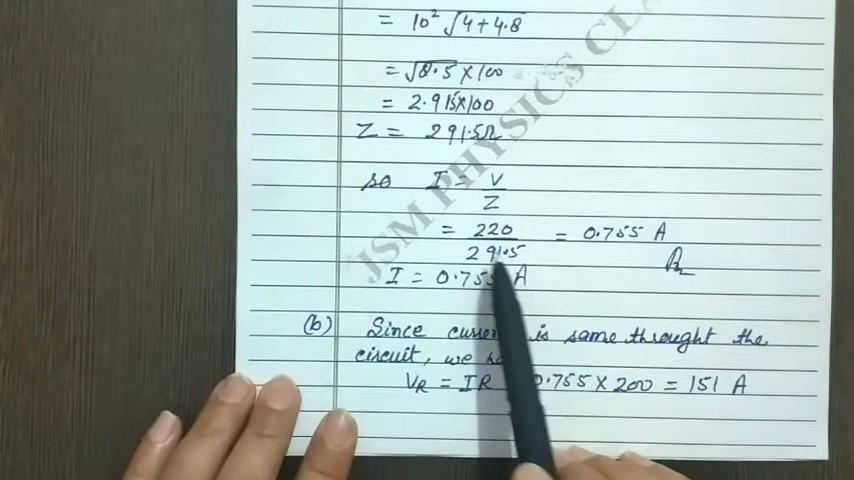 = 10² √4+4.8
= √8.5 × 100
= 2.915×100
Z = 291.5Ω
so I = V/Z
= 220/291.5 = 0.755 A
I = 0.755 A
(b) Since current is same throught the
circuit, we
V_R = IR 0.755 × 200 = 151 A
JSM PHYSICS CLA